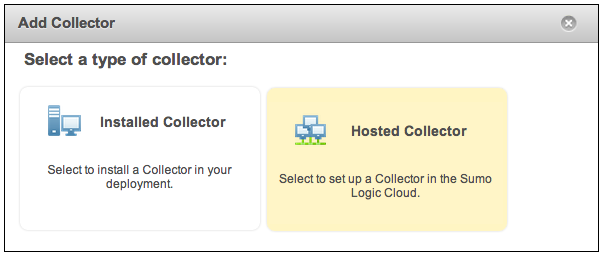 Add Collector
Select a type of collector:
Installed Collector
Select to install a Collector in your
deployment.
Hosted Collector
Select to set up a Collector in the Sumo
Logic Cloud.